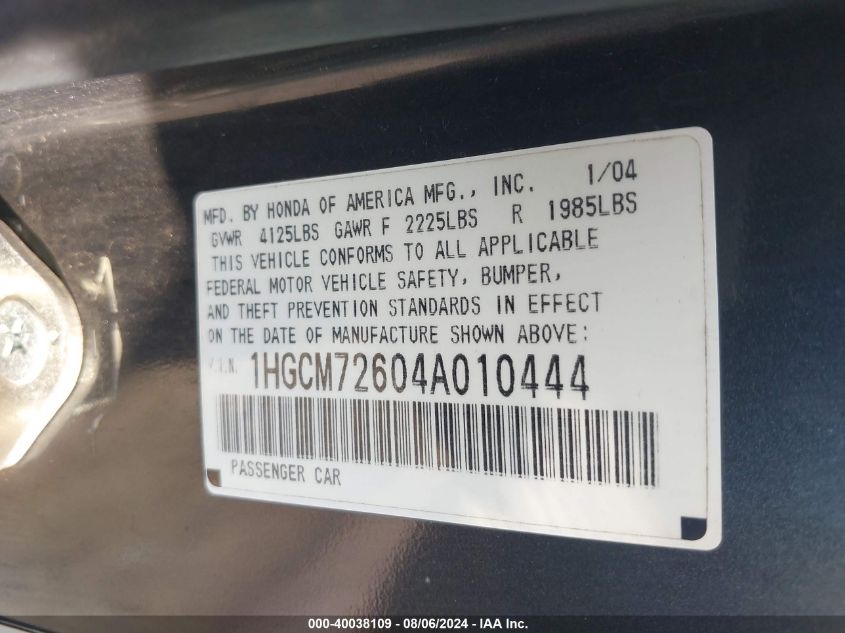 MFD. BY HONDA OF AMERICA MFG., INC. 1/04
GVWR 4125LBS GAWR F 2225LBS R 1985LBS
THIS VEHICLE CONFORMS TO ALL APPLICABLE
FEDERAL MOTOR VEHICLE SAFETY, BUMPER,
AND THEFT PREVENTION STANDARDS IN EFFECT
ON THE DATE OF MANUFACTURE SHOWN ABOVE:
V.I.N. 1HGCM72604A010444
PASSENGER CAR
000-40038109 - 08/06/2024 - IAA Inc.